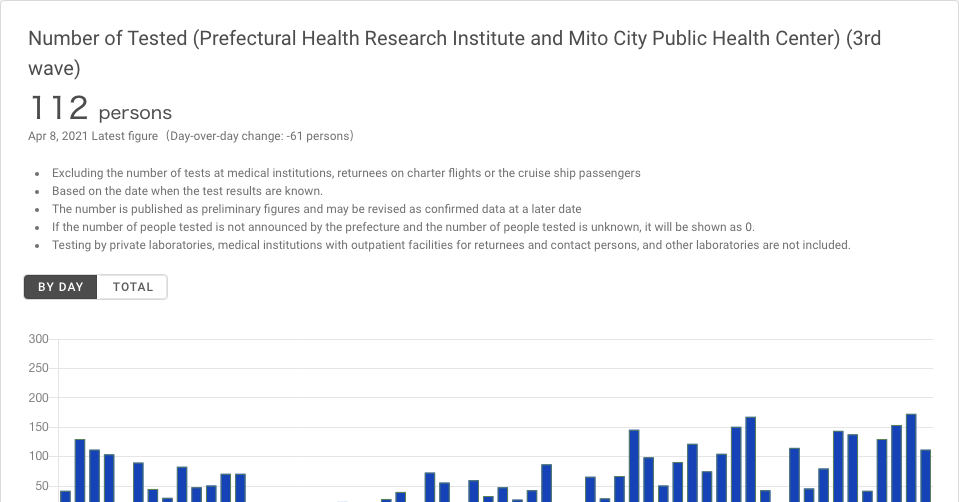 Number of Tested (Prefectural Health Research Institute and Mito City Public Health Center) (3rd
wave)
112 persons
Apr 8, 2021 Latest figure（Day-over-day change: -61 persons）
• Excluding the number of tests at medical institutions, returnees on charter flights or the cruise ship passengers
• Based on the date when the test results are known.
• The number is published as preliminary figures and may be revised as confirmed data at a later date
• If the number of people tested is not announced by the prefecture and the number of people tested is unknown, it will be shown as 0.
• Testing by private laboratories, medical institutions with outpatient facilities for returnees and contact persons, and other laboratories are not included.
BY DAY TOTAL
300
250
200
150
100
50